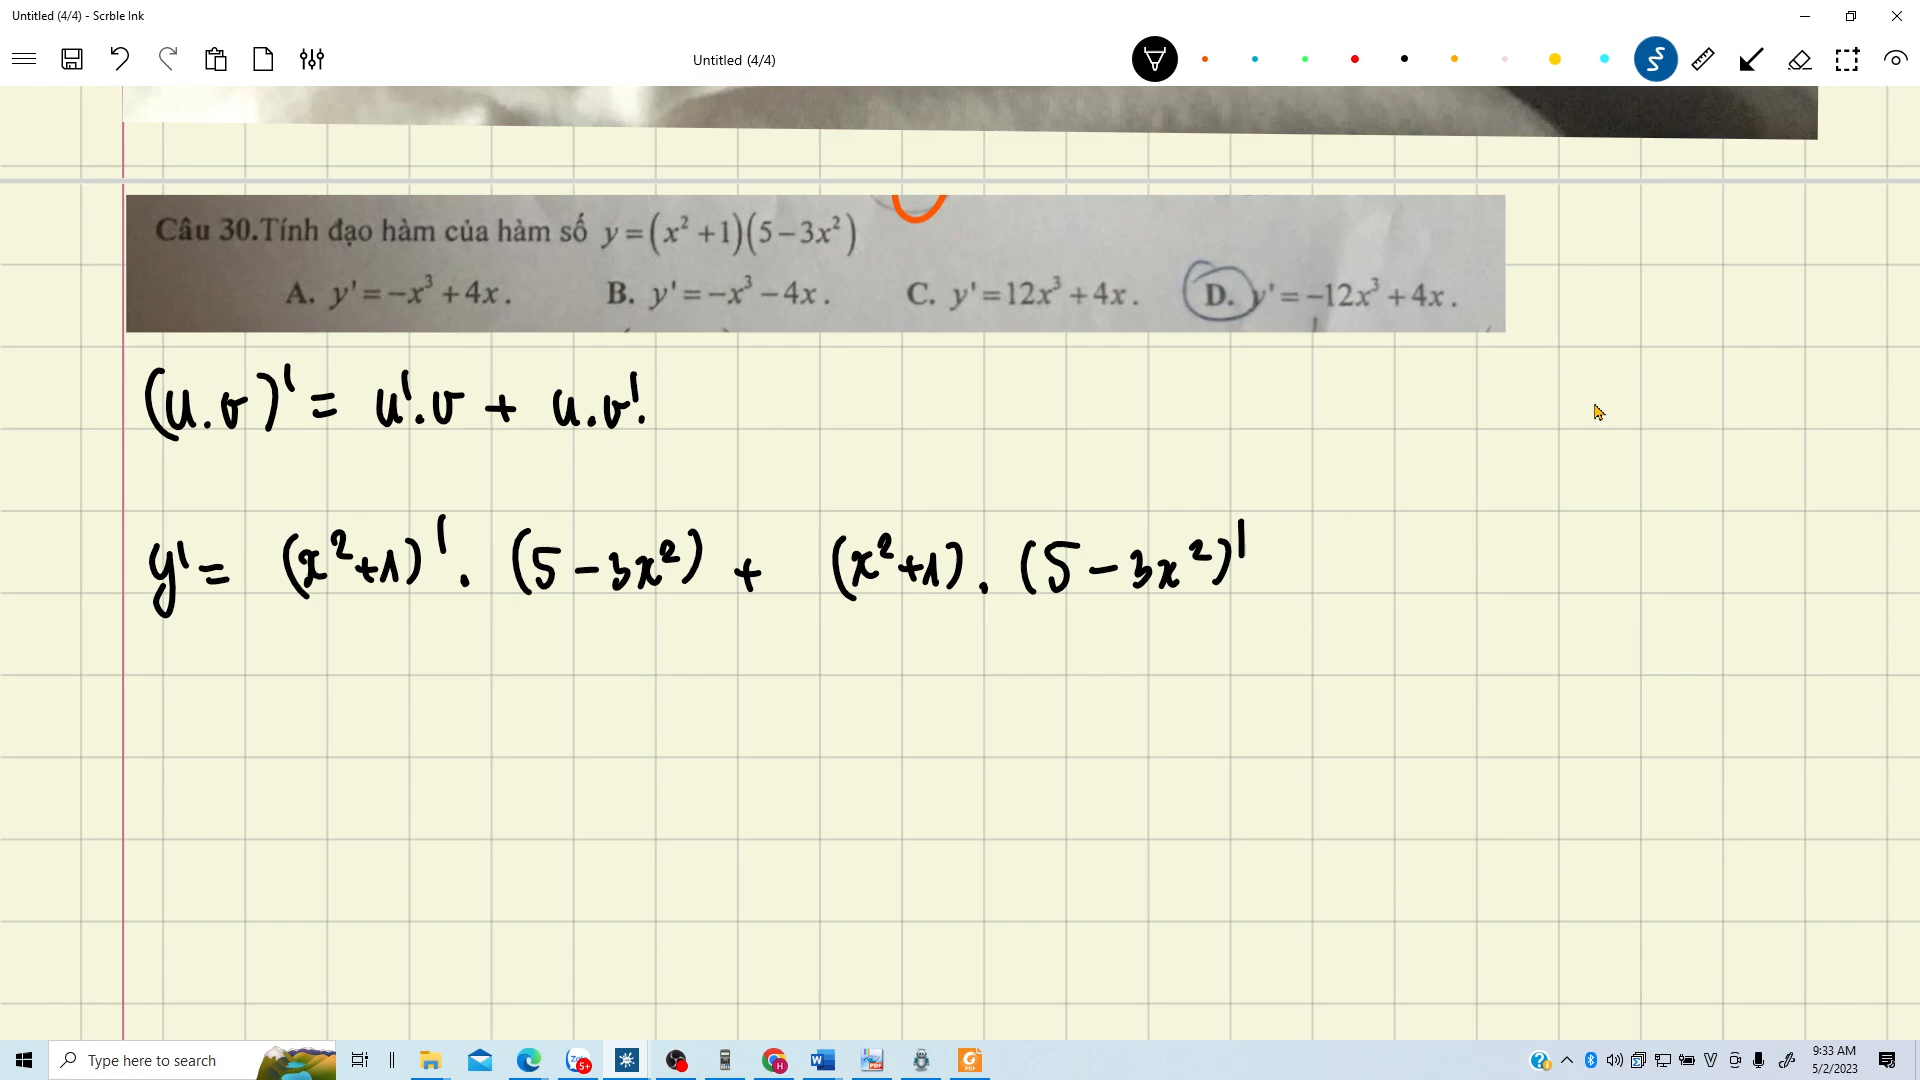 Untitled (4/4) - Scrble Ink
Untitled (4/4)
Câu 30.Tính đạo hàm của hàm số y = (x² + 1)(5 − 3x²)
A. y' = −x³ + 4x. B. y' = −x³ − 4x. C. y' = 12x³ + 4x. D. y' = −12x³ + 4x.
(u.v)' = u'.v + u.v'.
y' = (x²+1)'. (5 − 3x²) + (x²+1). (5 − 3x²)'
Type here to search
5+
9:33 AM
5/2/2023